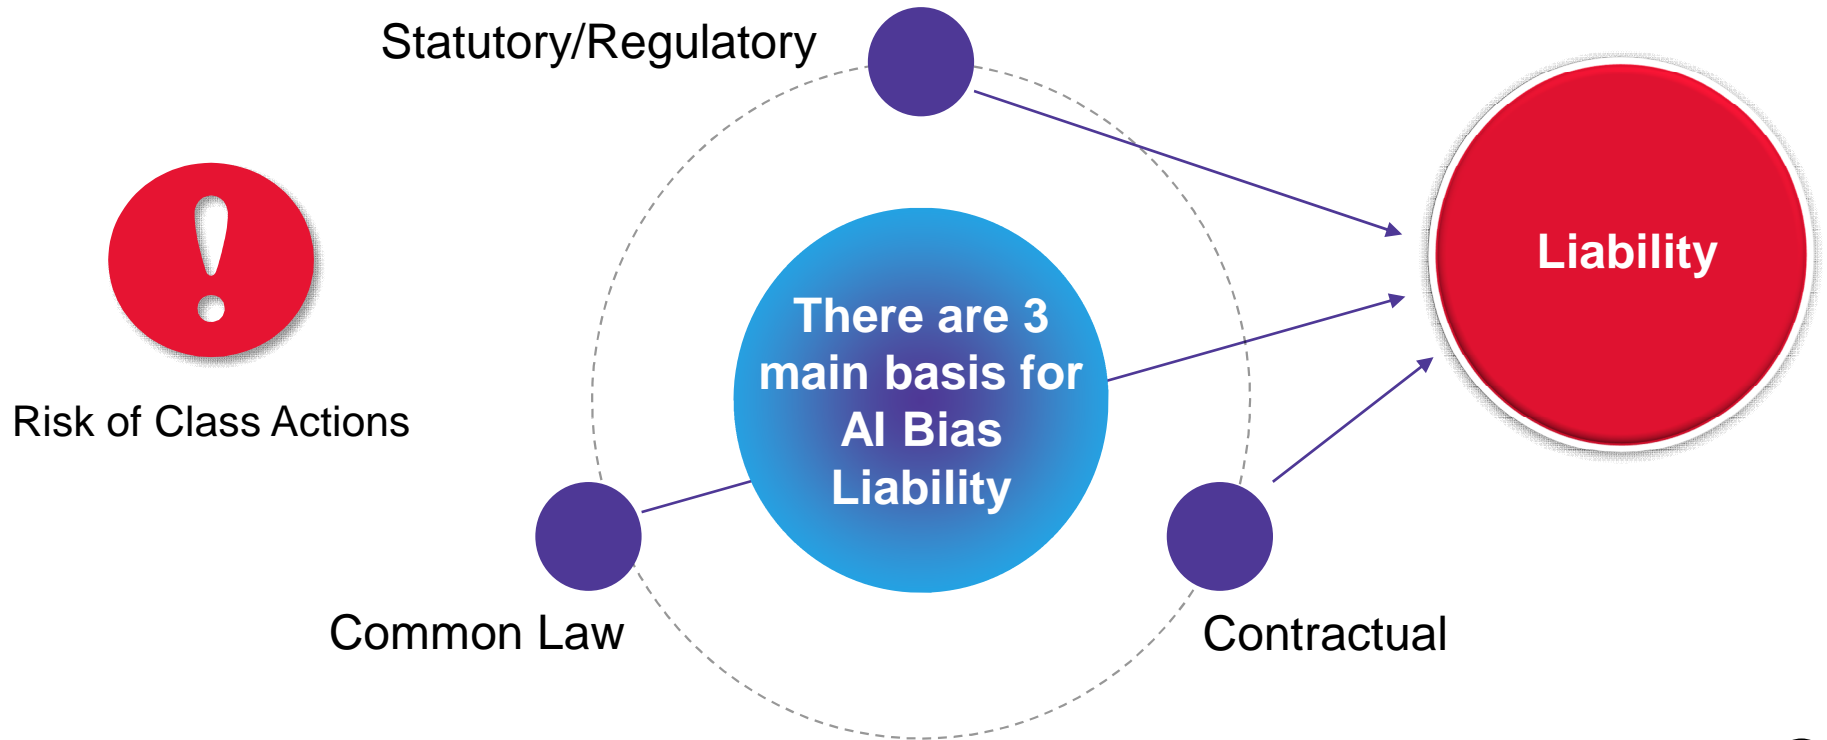 Statutory/Regulatory
Liability
There are 3
main basis for
AI Bias
Liability
Risk of Class Actions
Common Law
Contractual